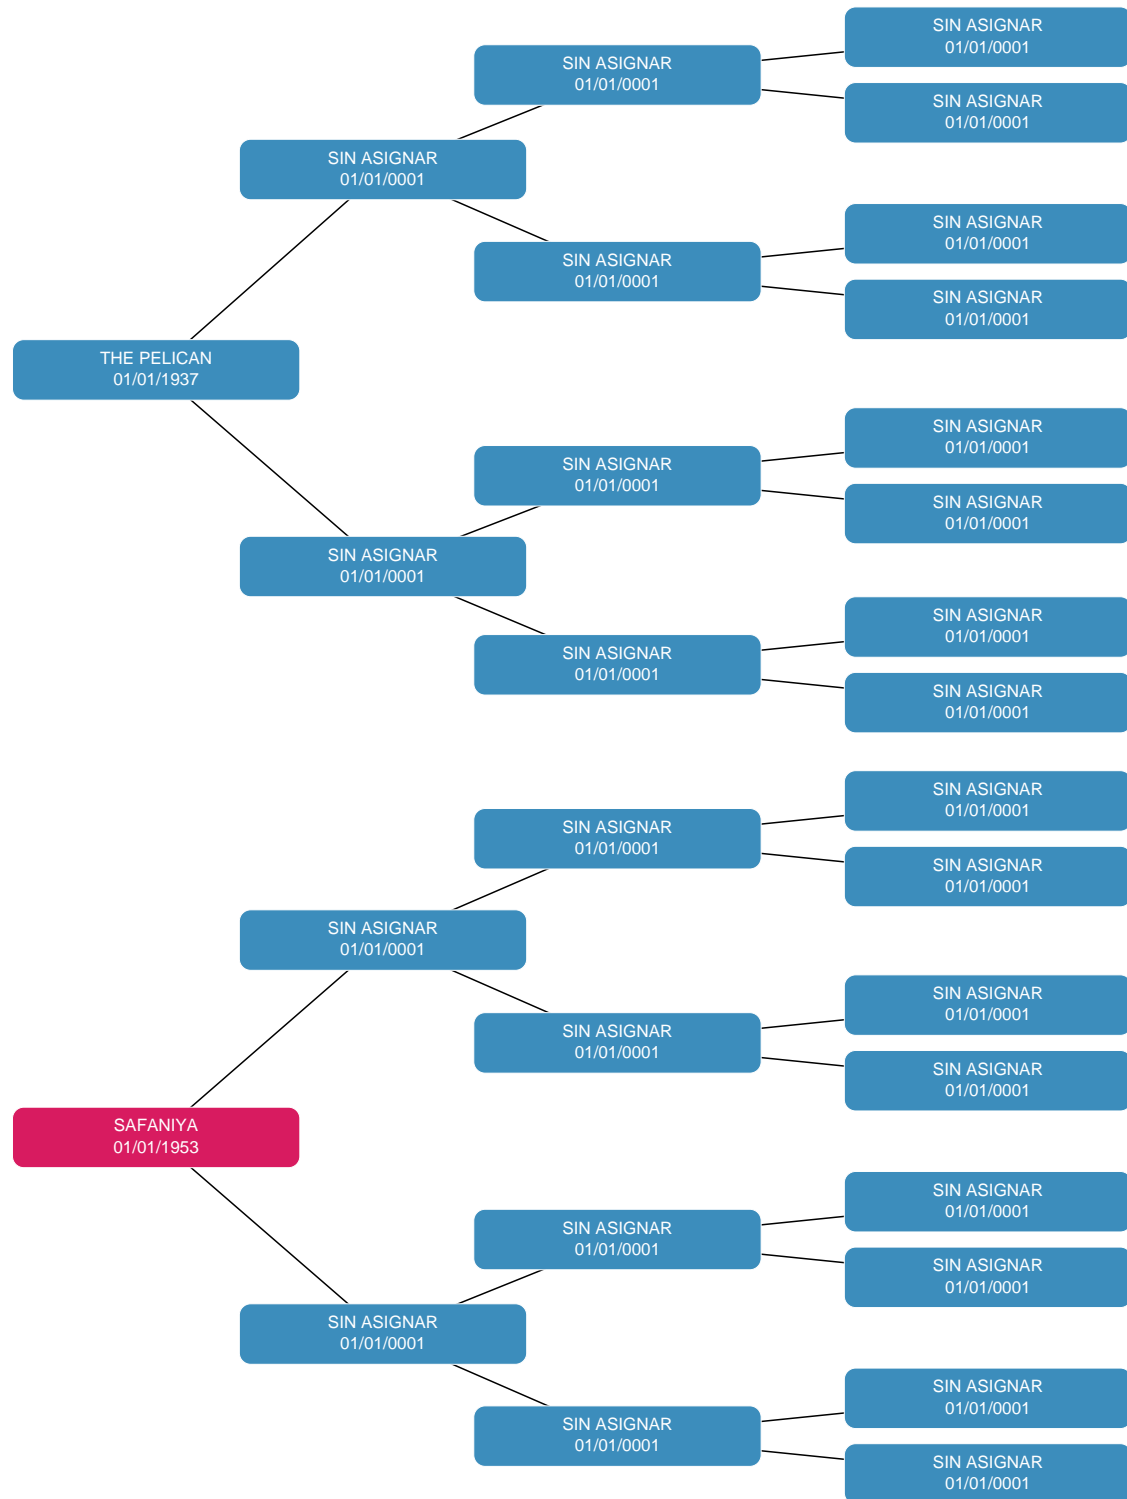 SIN ASIGNAR
01/01/0001
SIN ASIGNAR
01/01/0001
SIN ASIGNAR
01/01/0001
SIN ASIGNAR
01/01/0001
SIN ASIGNAR
01/01/0001
SIN ASIGNAR
01/01/0001
SIN ASIGNAR
01/01/0001
THE PELICAN
01/01/1937
SIN ASIGNAR
01/01/0001
SIN ASIGNAR
01/01/0001
SIN ASIGNAR
01/01/0001
SIN ASIGNAR
01/01/0001
SIN ASIGNAR
01/01/0001
SIN ASIGNAR
01/01/0001
SIN ASIGNAR
01/01/0001
SIN ASIGNAR
01/01/0001
SIN ASIGNAR
01/01/0001
SIN ASIGNAR
01/01/0001
SIN ASIGNAR
01/01/0001
SIN ASIGNAR
01/01/0001
SIN ASIGNAR
01/01/0001
SIN ASIGNAR
01/01/0001
SIN ASIGNAR
01/01/0001
SAFANIYA
01/01/1953
SIN ASIGNAR
01/01/0001
SIN ASIGNAR
01/01/0001
SIN ASIGNAR
01/01/0001
SIN ASIGNAR
01/01/0001
SIN ASIGNAR
01/01/0001
SIN ASIGNAR
01/01/0001
SIN ASIGNAR
01/01/0001